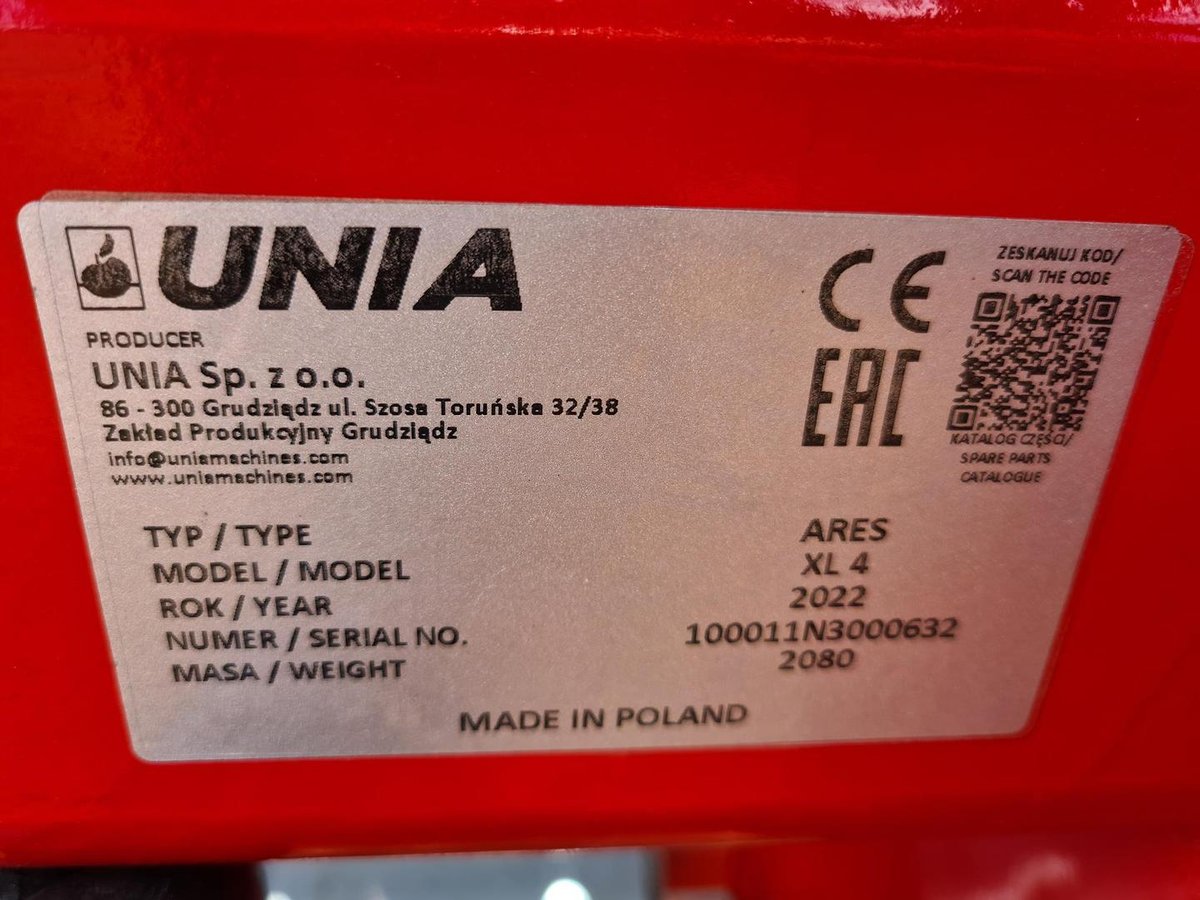 UNIA
PRODUCER
UNIA Sp. z o.o.
86 - 300 Grudziądz ul. Szosa Toruńska 32/38
Zakład Produkcyjny Grudziądz
info@uniamachines.com
www.uniamachines.com
CE
EAC
ZESKANUJ KOD/
SCAN THE CODE
KATALOG CZĘŚCI/
SPARE PARTS
CATALOGUE
TYP / TYPE ARES
MODEL / MODEL XL 4
ROK / YEAR 2022
NUMER / SERIAL NO. 100011N3000632
MASA / WEIGHT 2080
MADE IN POLAND